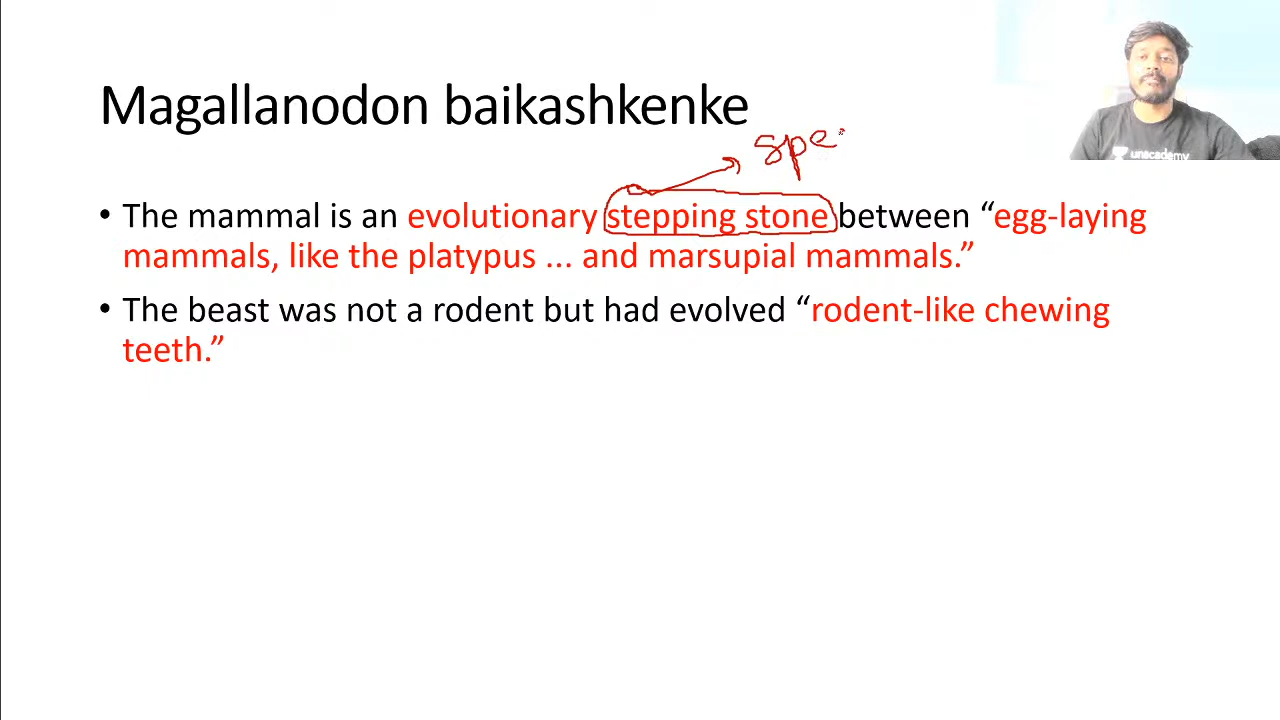 Magallanodon baikashkenke
spe
• The mammal is an evolutionary stepping stone between “egg-laying
mammals, like the platypus ... and marsupial mammals.”
• The beast was not a rodent but had evolved “rodent-like chewing
teeth.”
unacademy